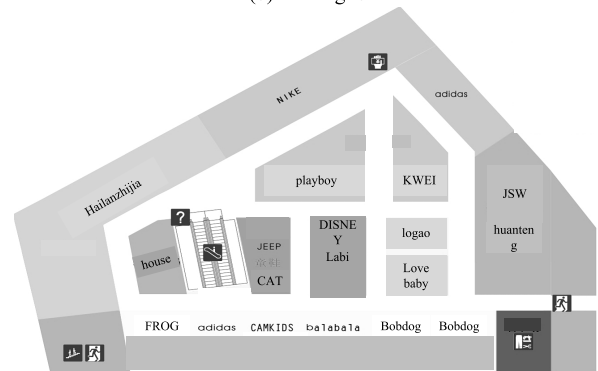 NIKE
adidas
Hailanzhijia
playboy
KWEI
JSW
huanten
g
?
house
JEEP
CAT
DISNE
Y
Labi
logao
Love
baby
FROG
adidas
CAMKIDS
balabala
Bobdog
Bobdog